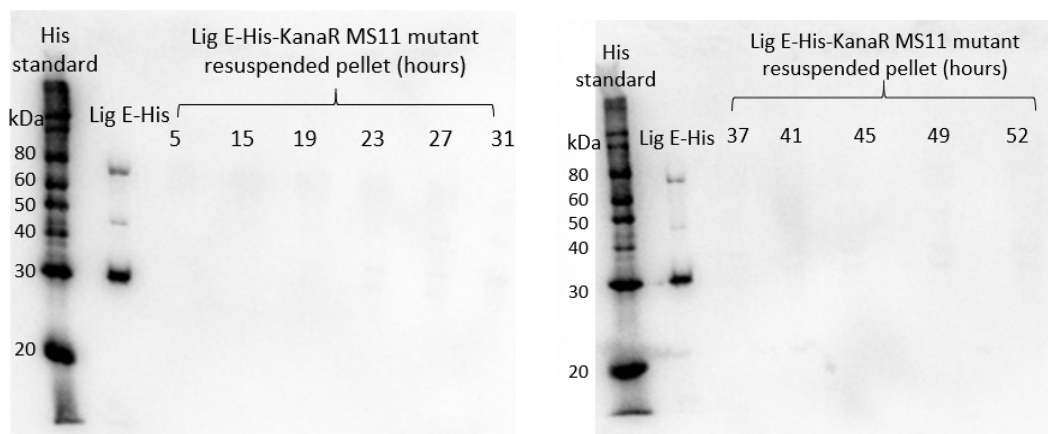 His
standard
Lig E-His-KanaR MS11 mutant
resuspended pellet (hours)
kDa
Lig E-His
5 15 19 23 27 31
80
60
50
40
30
20
His
standard
Lig E-His-KanaR MS11 mutant
resuspended pellet (hours)
kDa
Lig E-His
37 41 45 49 52
80
60
50
40
30
20